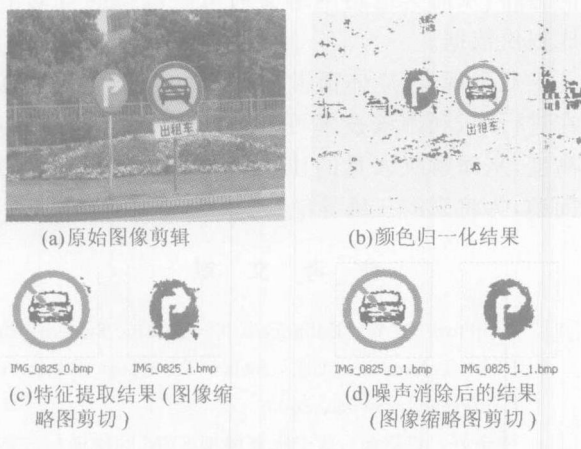 出租车
出租车
(a)原始图像剪辑
(b)颜色归一化结果
IMG_0825_0.bmp
IMG_0825_1.bmp
IMG_0825_0_1.bmp
IMG_0825_1_1.bmp
(c)特征提取结果(图像缩
略图剪切)
(d)噪声消除后的结果
(图像缩略图剪切)